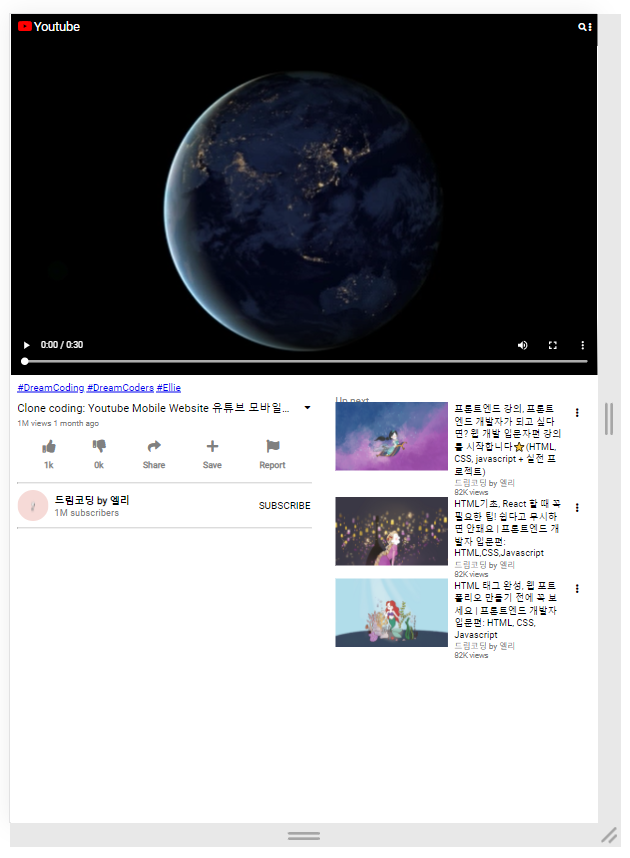 Youtube
0:00 / 0:30
#DreamCoding #DreamCoders #Ellie
Clone coding: Youtube Mobile Website 유튜브 모바일...
1M views 1 month ago
1k
0k
Share
Save
Report
드림코딩 by 엘리
1M subscribers
SUBSCRIBE
Up next
프론트엔드 강의, 프론트
엔드 개발자가 되고 싶다
면? 웹 개발 입문자편 강의
를 시작합니다⭐(HTML,
CSS, javascript + 실전 프
로젝트)
드림코딩 by 엘리
82K views
HTML기초, React 할 때 꼭
필요한 팁! 쉽다고 무시하
면 안돼요 | 프론트엔드 개
발자 입문편:
HTML,CSS,Javascript
드림코딩 by 엘리
82K views
HTML 태그 완성, 웹 포트
폴리오 만들기 전에 꼭 보
세요 | 프론트엔드 개발자
입문편: HTML, CSS,
Javascript
드림코딩 by 엘리
82K views